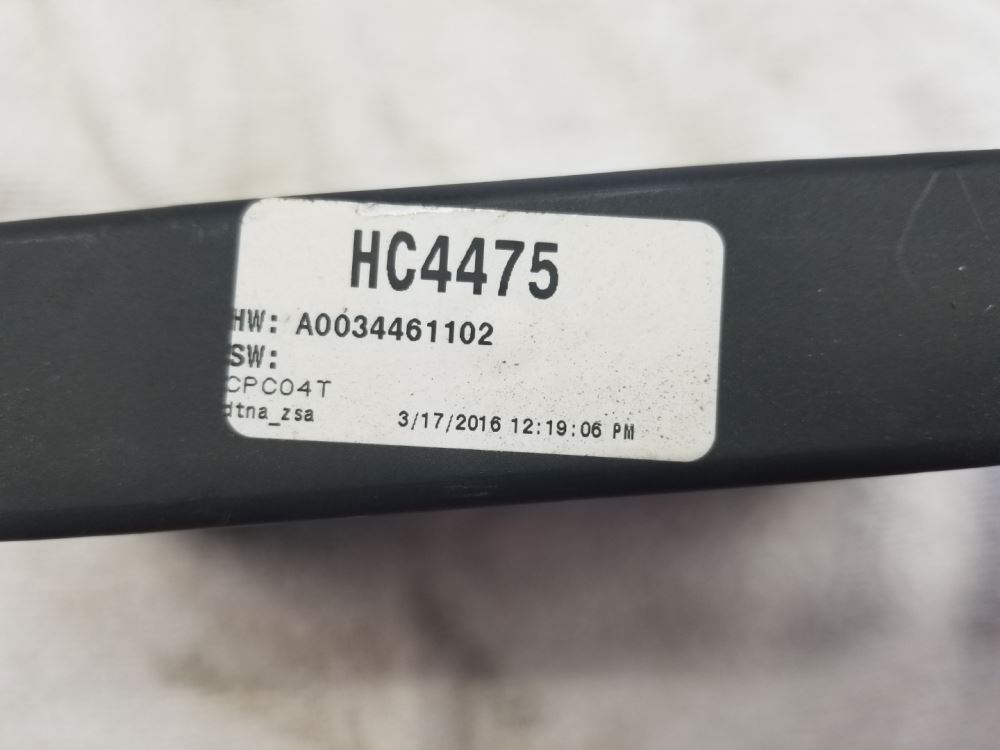 HC4475
HW: A0034461102
SW:
CPC04T
dtna_zsa 3/17/2016 12:19:06 PM